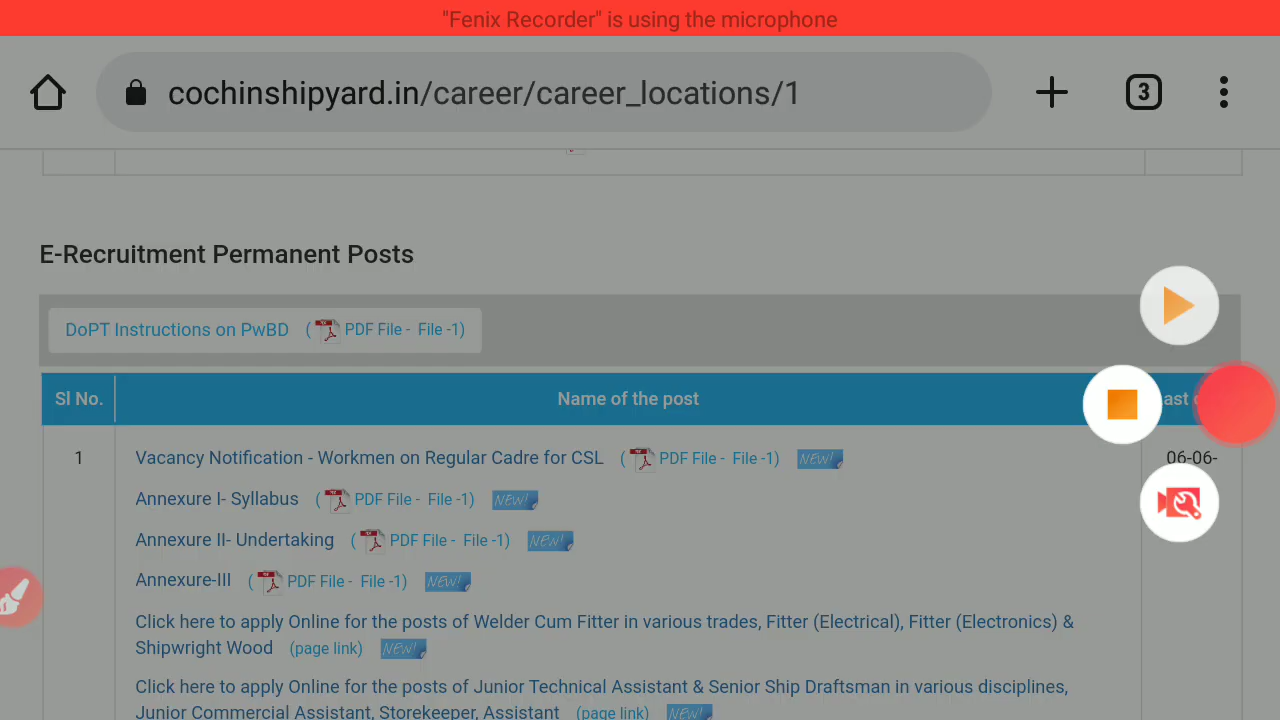 "Fenix Recorder" is using the microphone
cochinshipyard.in/career/career_locations/1
3
E-Recruitment Permanent Posts
DoPT Instructions on PwBD ( PDF File - File -1)
Sl No. Name of the post
1 Vacancy Notification - Workmen on Regular Cadre for CSL ( PDF File - File -1) NEW! 06-06-
Annexure I- Syllabus ( PDF File - File -1) NEW!
Annexure II- Undertaking ( PDF File - File -1) NEW!
Annexure-III ( PDF File - File -1) NEW!
Click here to apply Online for the posts of Welder Cum Fitter in various trades, Fitter (Electrical), Fitter (Electronics) &
Shipwright Wood (page link) NEW!
Click here to apply Online for the posts of Junior Technical Assistant & Senior Ship Draftsman in various disciplines,
Junior Commercial Assistant, Storekeeper, Assistant (page link) NEW!